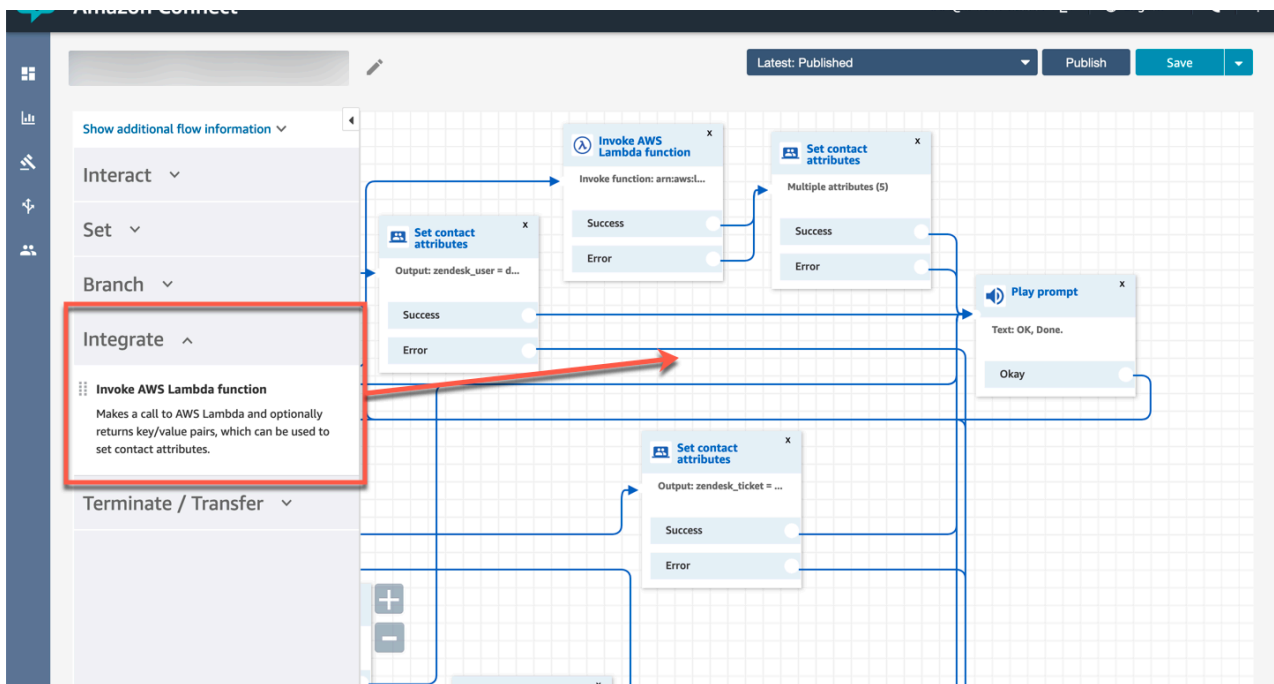 Amazon Connect
Latest: Published
Publish
Save
Show additional flow information
Interact
Set
Branch
Integrate
Invoke AWS Lambda function
Makes a call to AWS Lambda and optionally
returns key/value pairs, which can be used to
set contact attributes.
Terminate / Transfer
Set contact
attributes
x
Output: zendesk_user = d...
Success
Error
Invoke AWS
Lambda function
x
Invoke function: arn:aws:l...
Success
Error
Set contact
attributes
x
Multiple attributes (5)
Success
Error
Play prompt
x
Text: OK, Done.
Okay
Set contact
attributes
x
Output: zendesk_ticket = ...
Success
Error
x